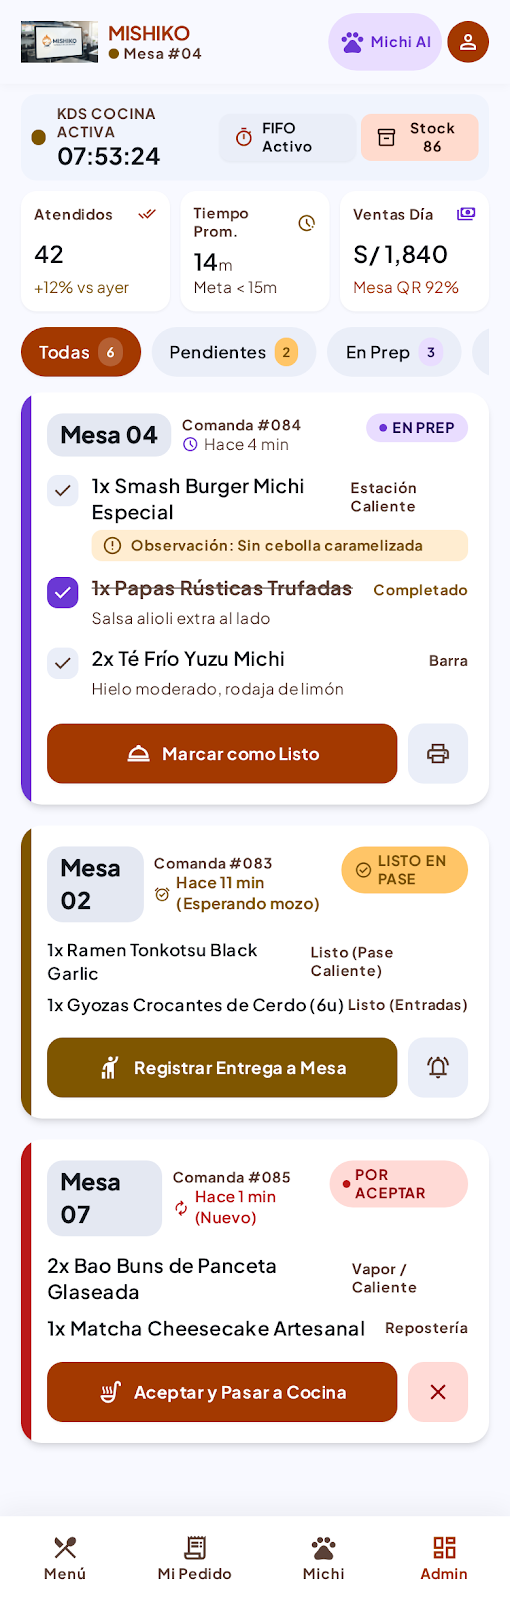 MISHIKO
MISHIKO
Mesa #04
Michi AI
KDS COCINA
ACTIVA
07:53:24
FIFO
Activo
Stock
86
Atendidos
42
+12% vs ayer
Tiempo
Prom.
14m
Meta < 15m
Ventas Día
S/ 1,840
Mesa QR 92%
Todas 6
Pendientes 2
En Prep 3
Mesa 04
Comanda #084
Hace 4 min
EN PREP
1x Smash Burger Michi
Especial
Estación
Caliente
Observación: Sin cebolla caramelizada
1x Papas Rústicas Trufadas
Completado
Salsa alioli extra al lado
2x Té Frío Yuzu Michi
Barra
Hielo moderado, rodaja de limón
Marcar como Listo
Mesa
02
Comanda #083
Hace 11 min
(Esperando mozo)
LISTO EN
PASE
1x Ramen Tonkotsu Black
Garlic
Listo (Pase
Caliente)
1x Gyozas Crocantes de Cerdo (6u)
Listo (Entradas)
Registrar Entrega a Mesa
Mesa
07
Comanda #085
Hace 1 min
(Nuevo)
POR
ACEPTAR
2x Bao Buns de Panceta
Glaseada
Vapor /
Caliente
1x Matcha Cheesecake Artesanal
Repostería
Aceptar y Pasar a Cocina
Menú
Mi Pedido
Michi
Admin